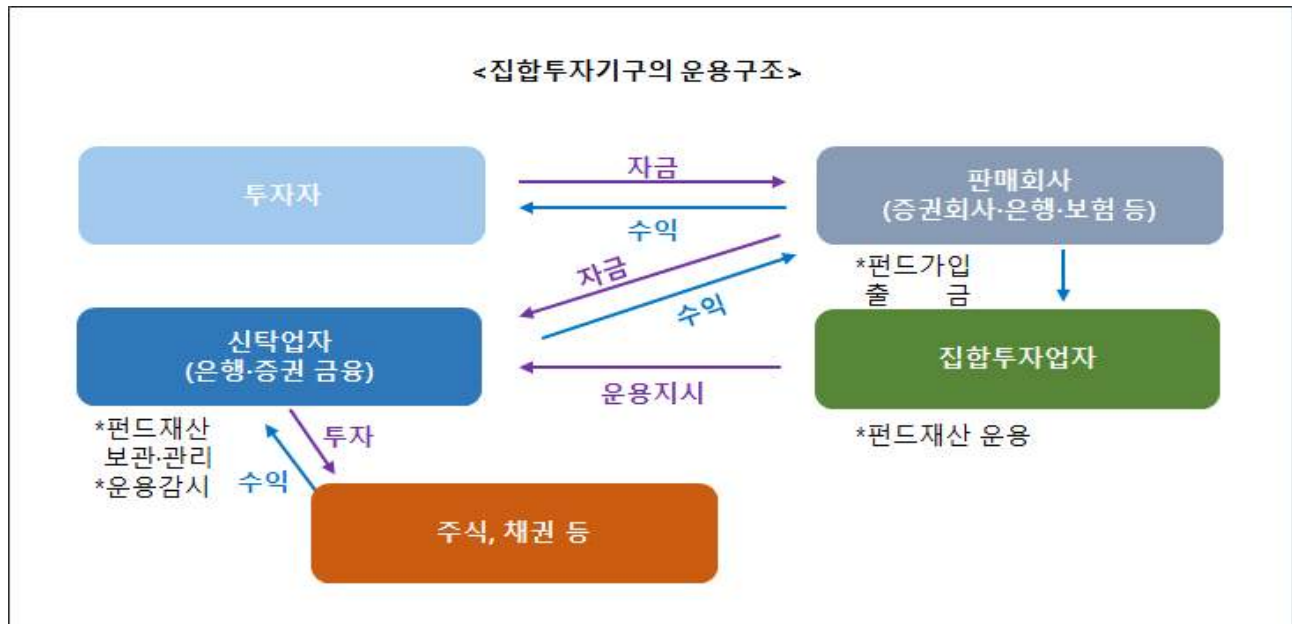 <집합투자기구의 운용구조>
투자자
자금
수익
판매회사
(증권회사·은행·보험 등)
자금
수익
*펀드가입
출 금
신탁업자
(은행·증권 금융)
운용지시
집합투자업자
*펀드재산
보관·관리
*운용감시
투자
수익
*펀드재산 운용
주식, 채권 등